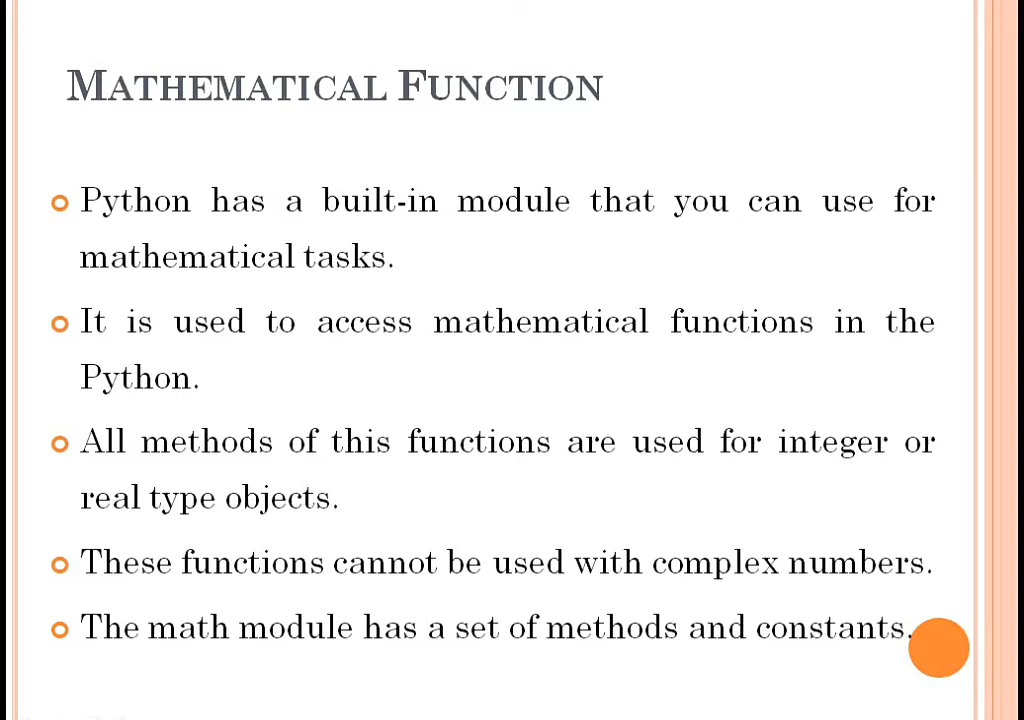 MATHEMATICAL FUNCTION
Python has a built-in module that you can use for
mathematical tasks.
It is used to access mathematical functions in the
Python.
All methods of this functions are used for integer or
real type objects.
These functions cannot be used with complex numbers.
The math module has a set of methods and constants.